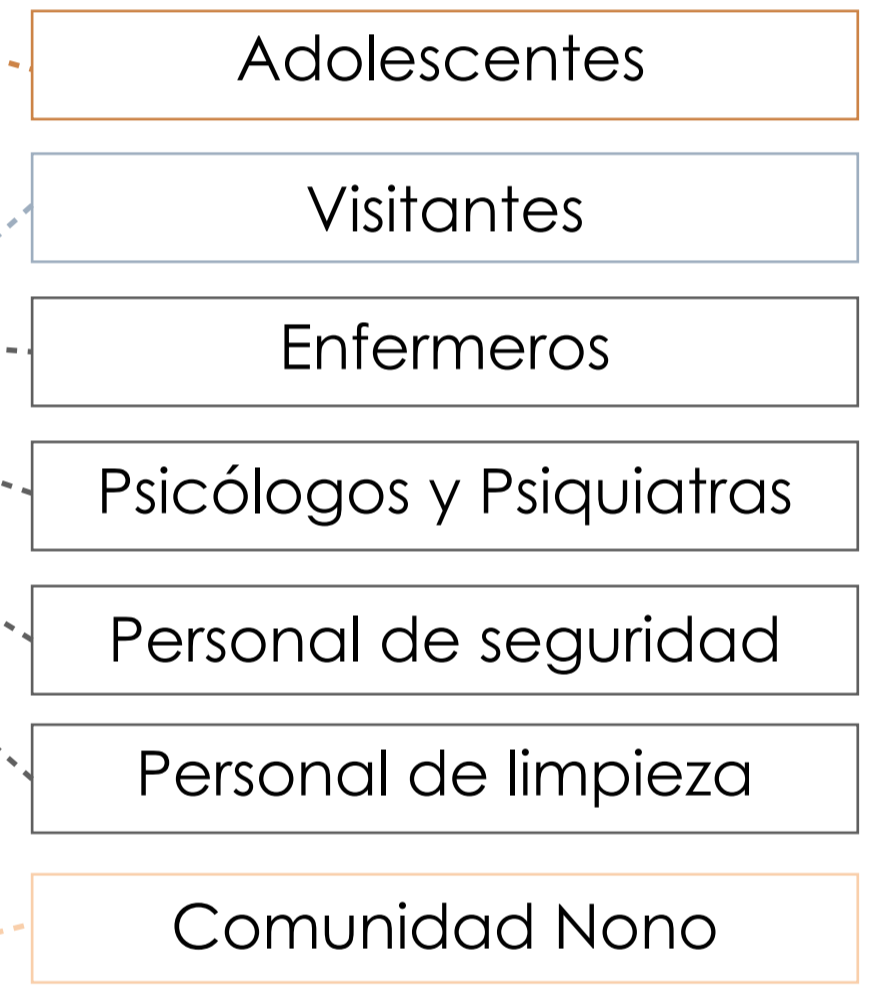 Adolescentes
Visitantes
Enfermeros
Psicólogos y Psiquiatras
Personal de seguridad
Personal de limpieza
Comunidad Nono